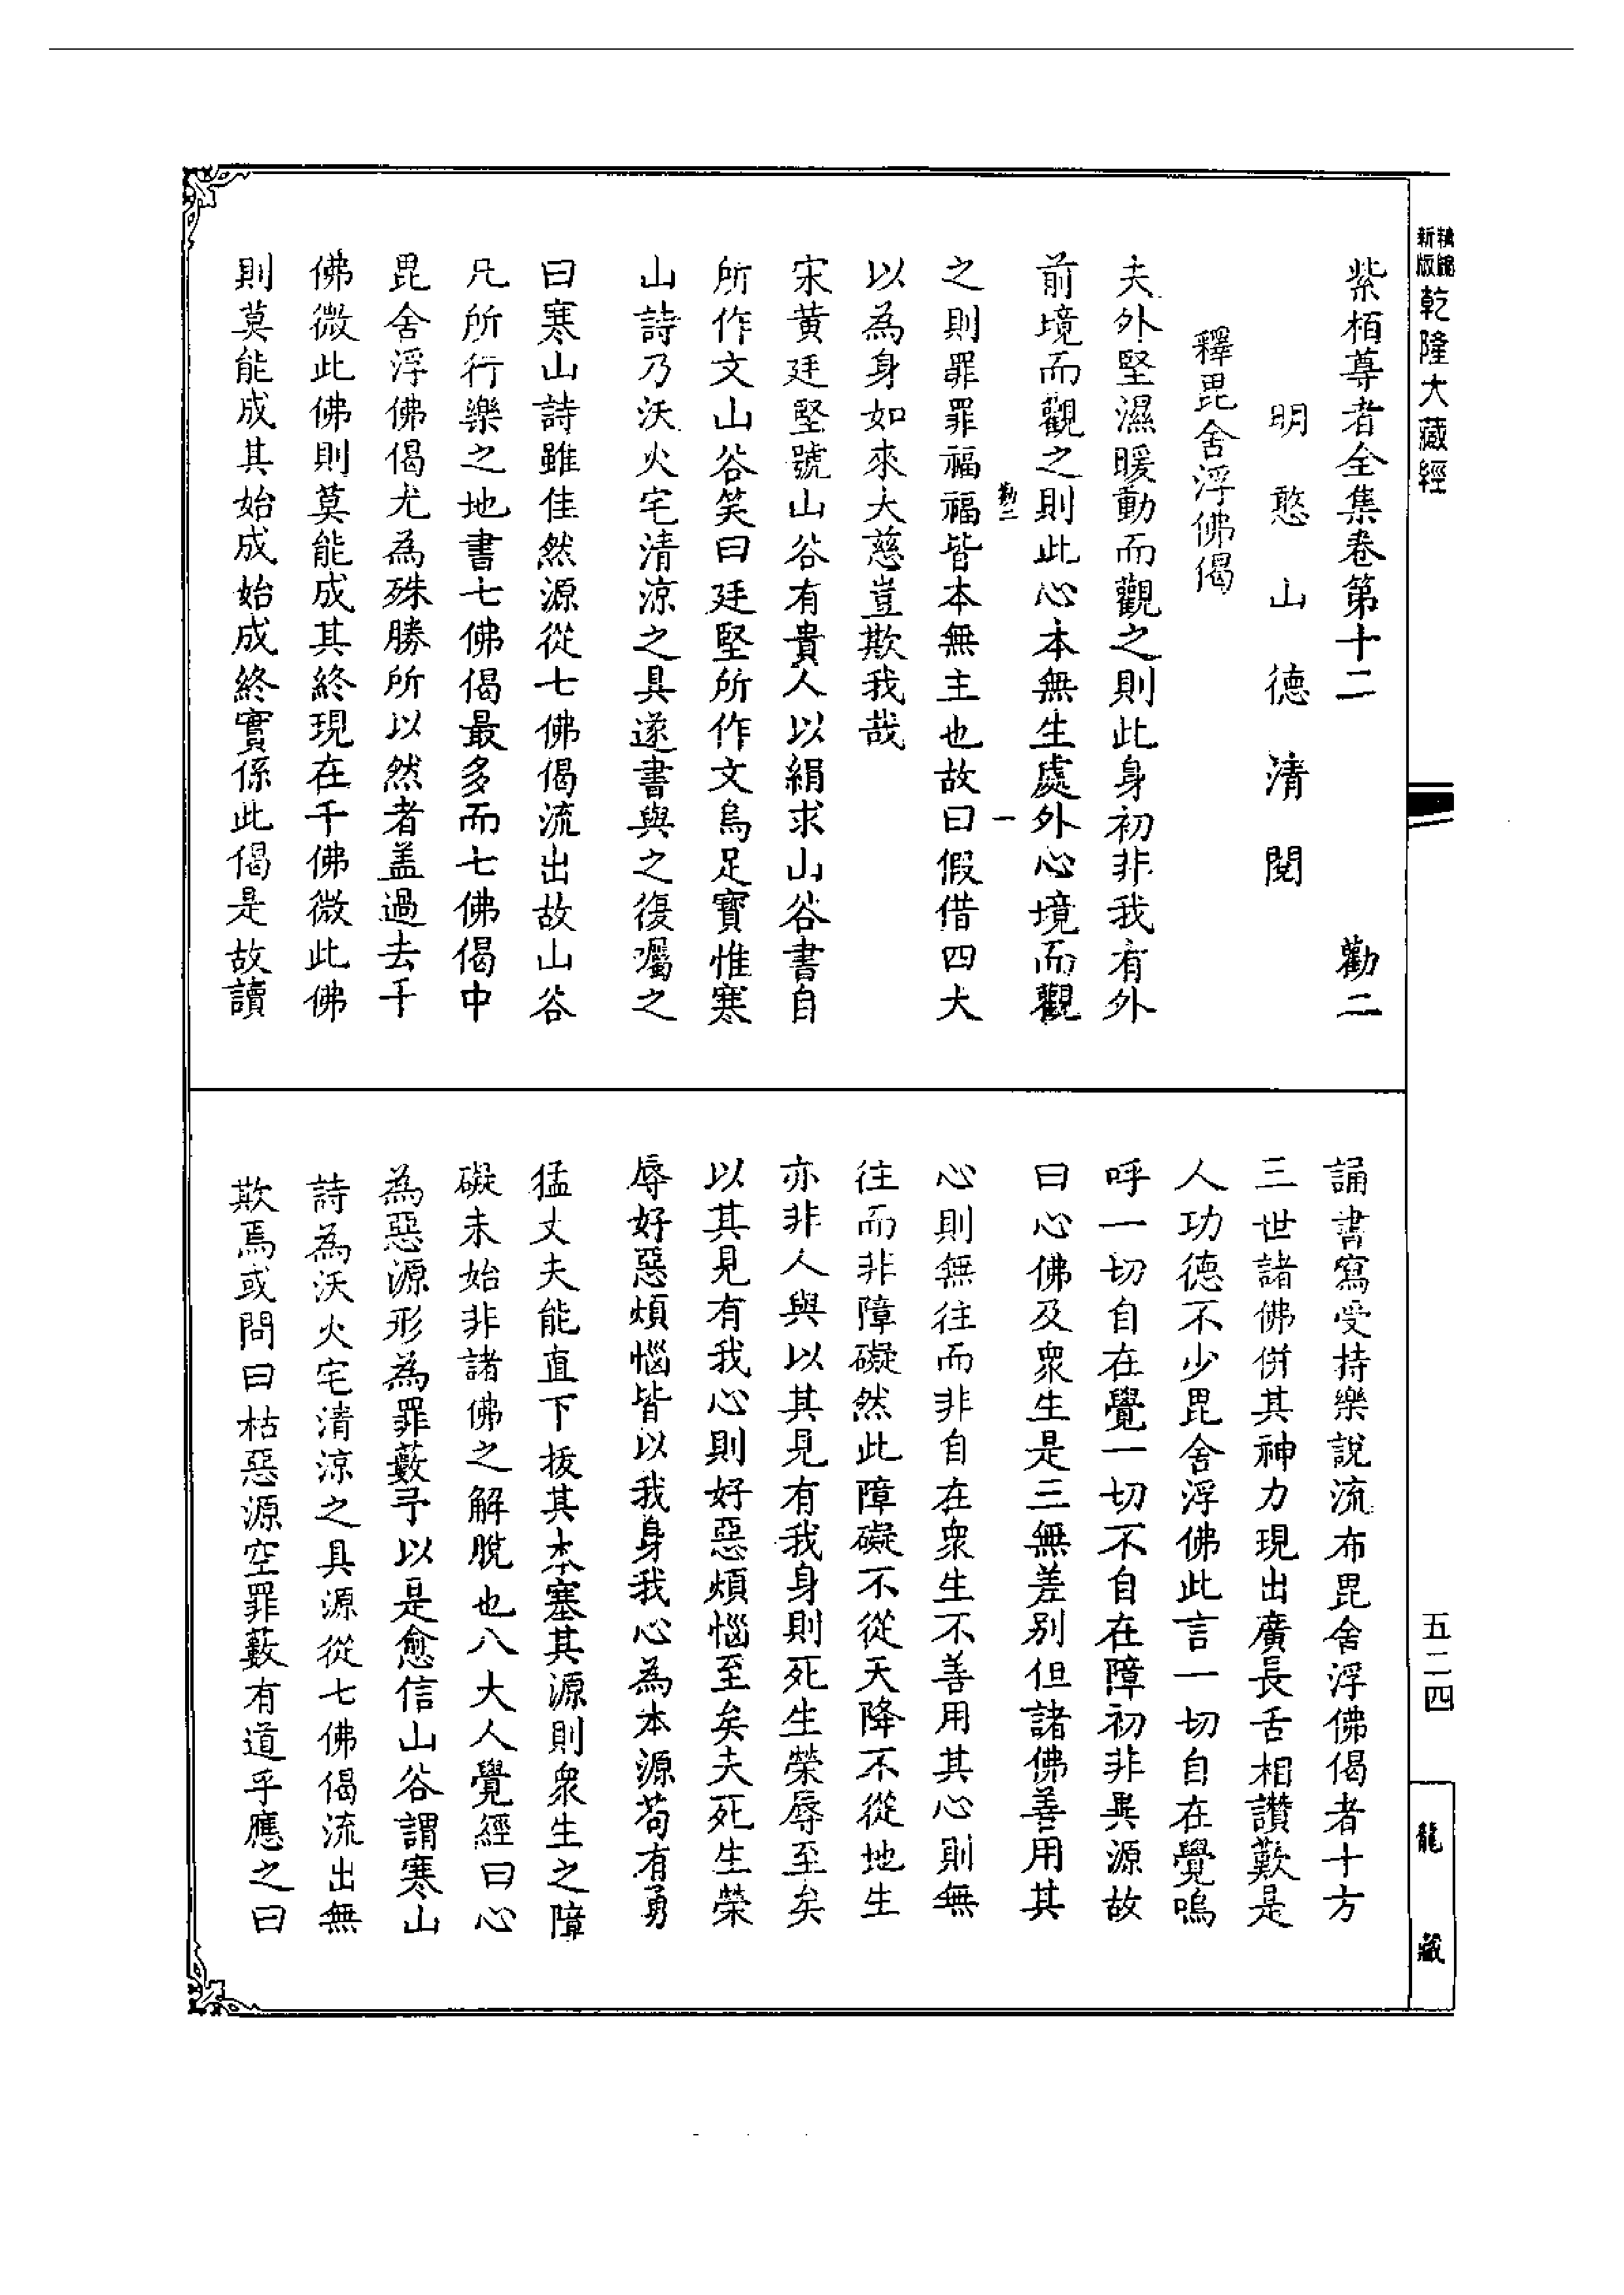 新編
縮版
乾隆大藏經
紫栢尊者全集卷第十二　勸二
明憨山德清閱
釋毘舍浮佛偈
夫外堅濕暖動而觀之則此身初非我有外
前境而觀之則此心本無生處外心境而觀
勸二　一
之則罪罪福福皆本無主也故曰假借四大
以為身如來大慈豈欺我哉
宋黄廷堅號山谷有貴人以絹求山谷書自
所作文山谷笑曰廷堅所作文烏足寶惟寒
山詩乃沃火宅清凉之具遂書與之復囑之
曰寒山詩雖佳然源從七佛偈流出故山谷
凡所行樂之地書七佛偈最多而七佛偈中
毘舍浮佛偈尤為殊勝所以然者盖過去千
佛微此佛則莫能成其終現在千佛微此佛
則莫能成其始成始成終實係此偈是故讀
誦書寫受持樂說流布毘舍浮佛偈者十方
三世諸佛併其神力現出廣長舌相讚歎是
人功德不少毘舍浮佛此言一切自在覺嗚
呼一切自在覺一切不自在障初非異源故
曰心佛及衆生是三無差别但諸佛善用其
心則無往而非自在衆生不善用其心則無
往而非障礙然此障礙不從天降不從地生
亦非人與以其見有我身則死生榮辱至矣
以其見有我心則好惡煩惱至矣夫死生榮
辱好惡煩惱皆以我身我心為本源苟有勇
猛丈夫能直下拔其本塞其源則衆生之障
礙未始非諸佛之解脫也八大人覺經曰心
為惡源形為罪藪予以是愈信山谷謂寒山
詩為沃火宅清凉之具源從七佛偈流出無
欺焉或問曰枯惡源空罪藪有道乎應之曰
五二四
龍藏